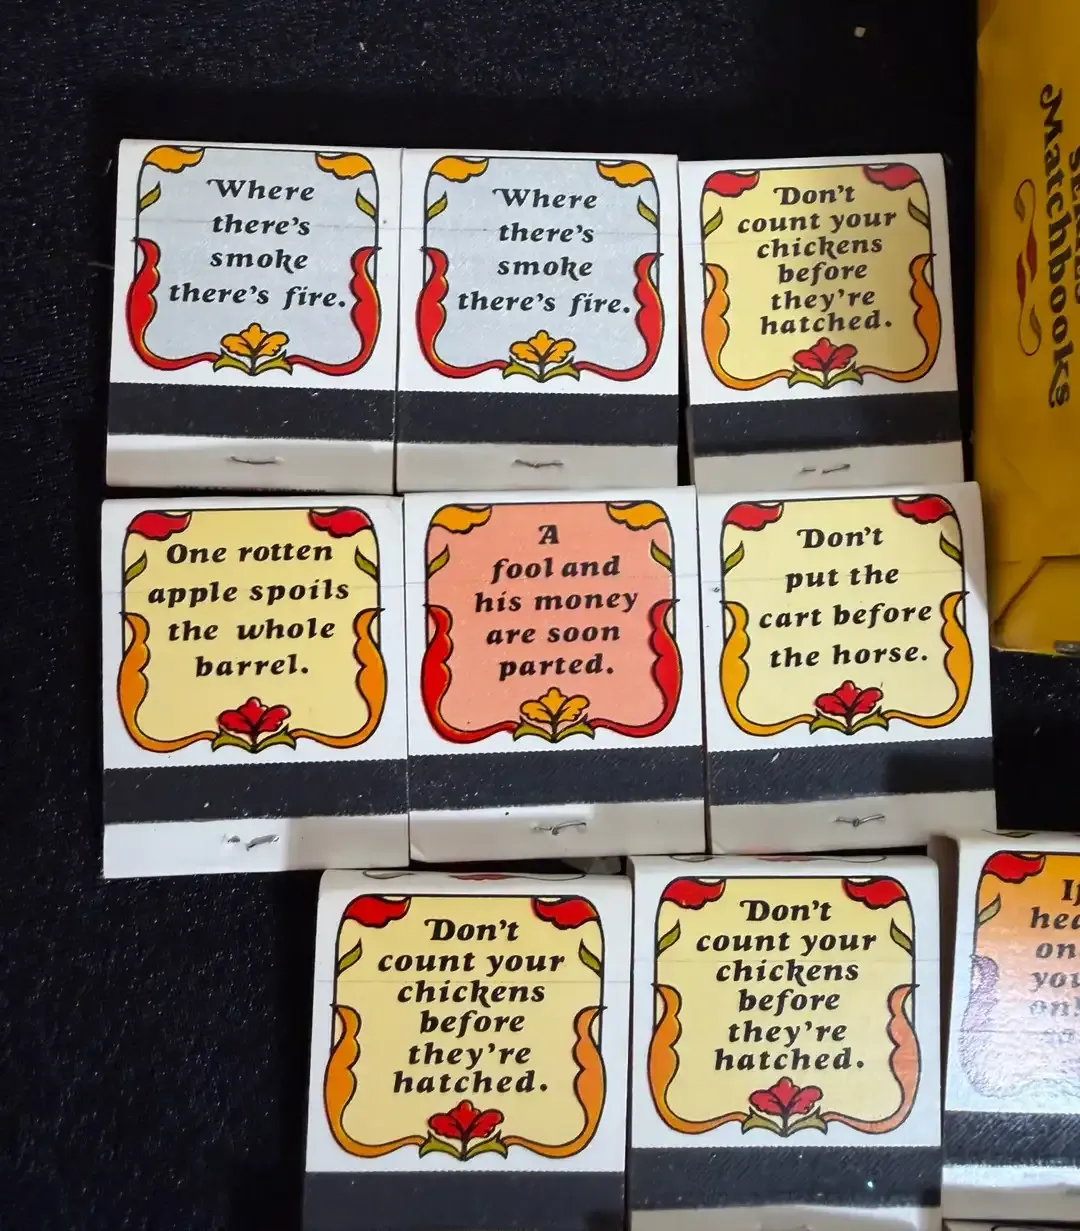 Where
there's
smoke
there's fire.
Where
there's
smoke
there's fire.
Don't
count your
chickens
before
they're
hatched.
Matchbooks
One rotten
apple spoils
the whole
barrel.
A
fool and
his money
are soon
parted.
Don't
put the
cart before
the horse.
Don't
count your
chickens
before
they're
hatched.
Don't
count your
chickens
before
they're
hatched.